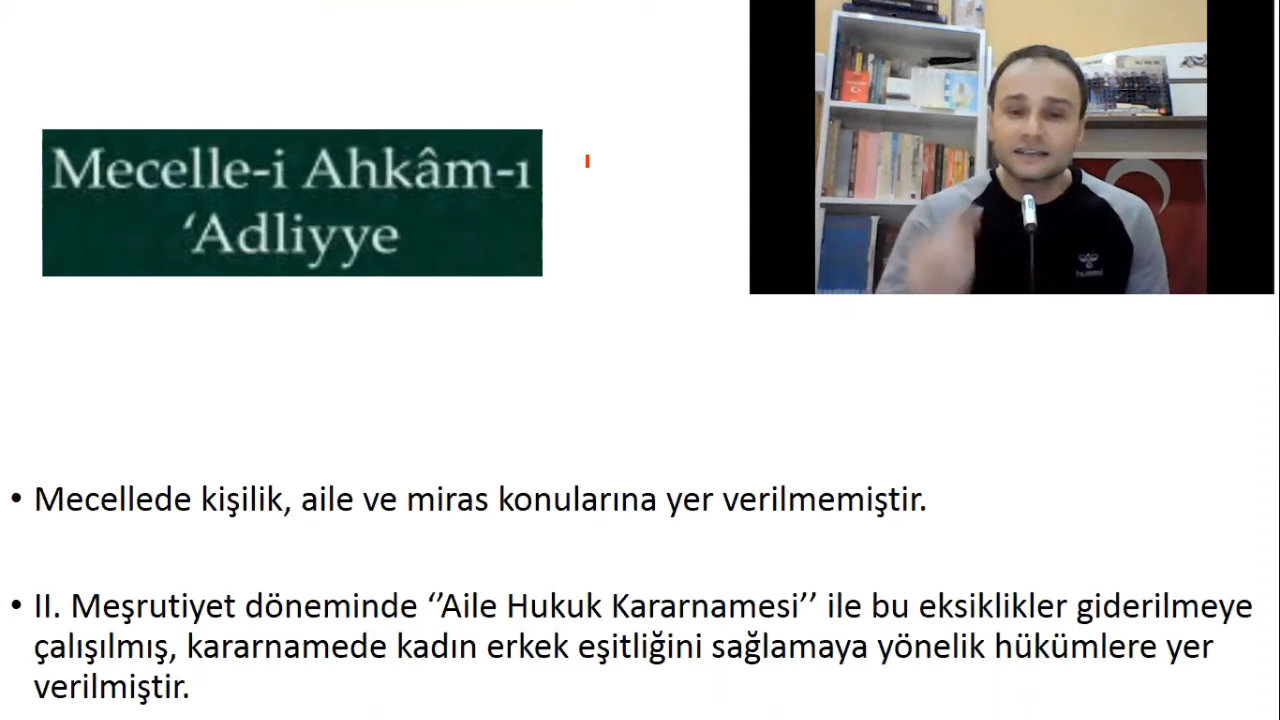 Mecelle-i Ahkâm-ı
‘Adliyye
hummel
• Mecellede kişilik, aile ve miras konularına yer verilmemiştir.
• II. Meşrutiyet döneminde ‘’Aile Hukuk Kararnamesi’’ ile bu eksiklikler giderilmeye
çalışılmış, kararnamede kadın erkek eşitliğini sağlamaya yönelik hükümlere yer
verilmiştir.